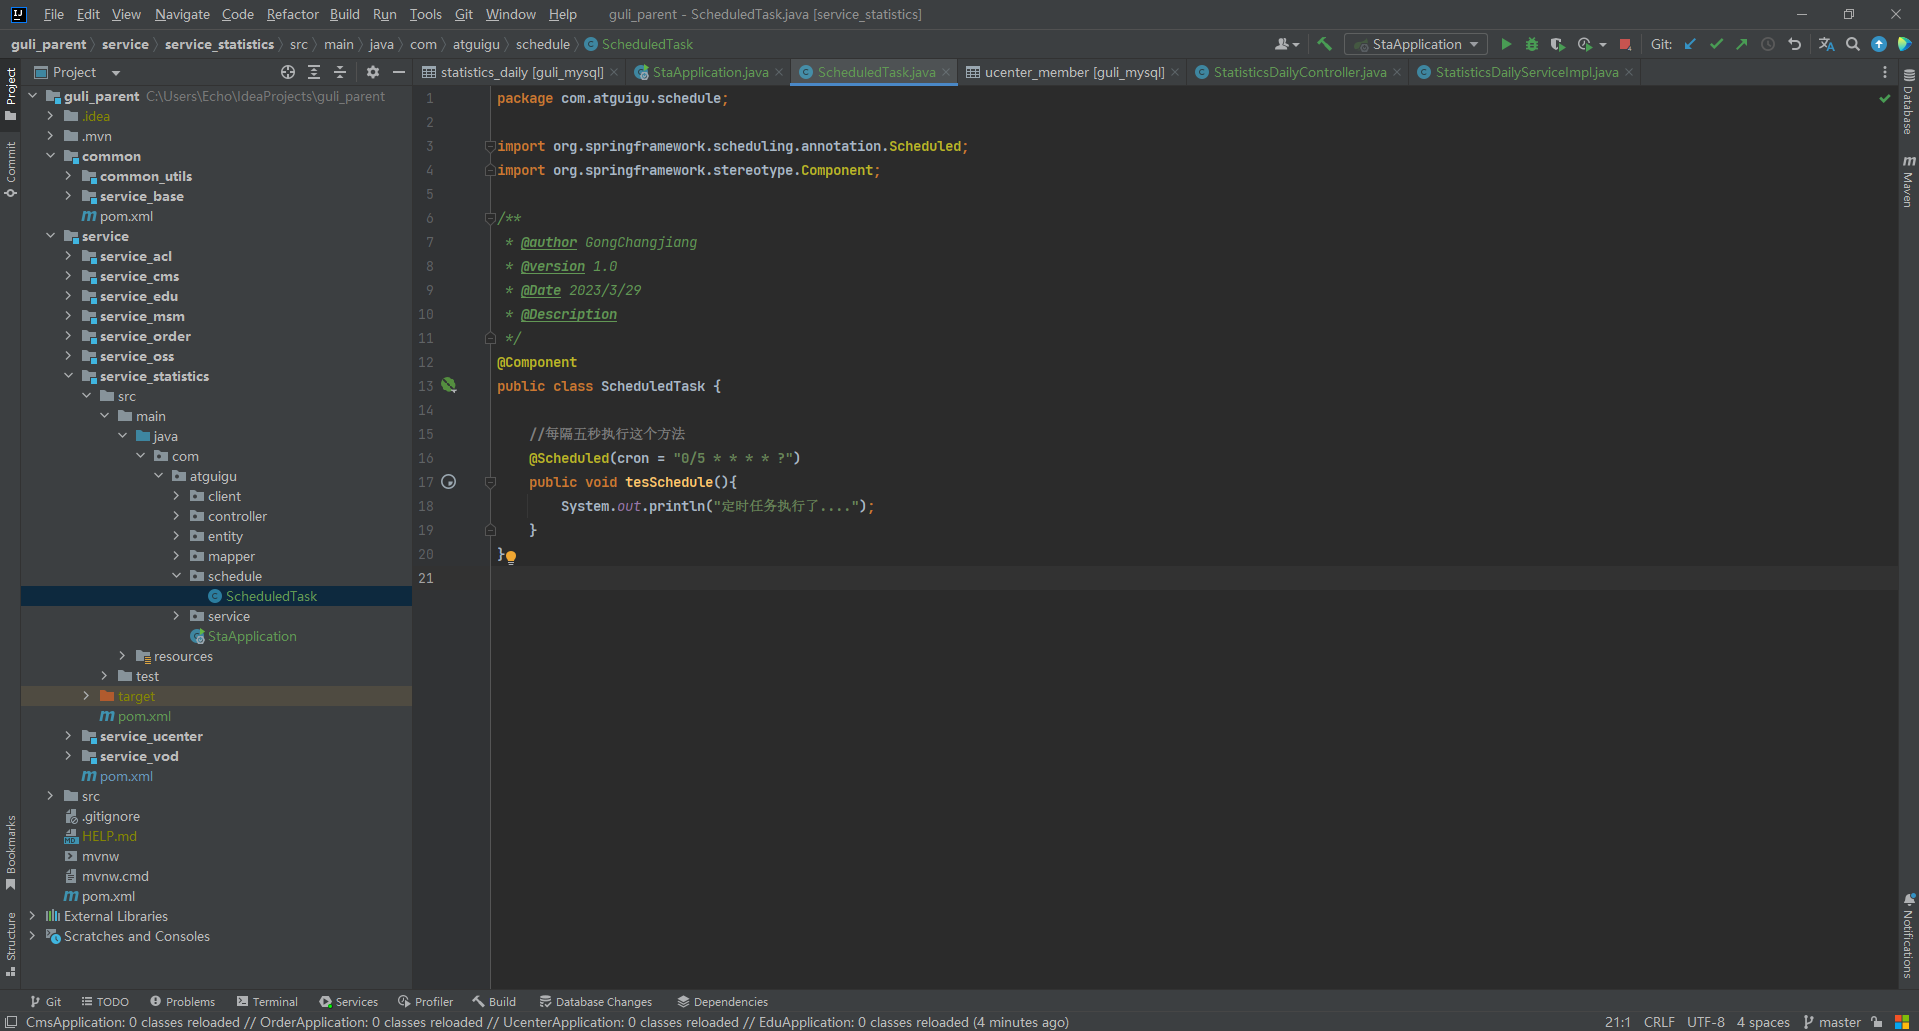 File Edit View Navigate Code Refactor Build Run Tools Git Window Help guli_parent - ScheduledTask.java [service_statistics]
guli_parent service service_statistics src main java com atguigu schedule ScheduledTask StaApplication Git:
Project statistics_daily [guli_mysql] StaApplication.java ScheduledTask.java ucenter_member [guli_mysql] StatisticsDailyController.java StatisticsDailyServiceImpl.java
Project
Commit
Bookmarks
Structure
guli_parent C:\Users\Echo\IdeaProjects\guli_parent
.idea
.mvn
common
common_utils
service_base
pom.xml
service
service_acl
service_cms
service_edu
service_msm
service_order
service_oss
service_statistics
src
main
java
com
atguigu
client
controller
entity
mapper
schedule
ScheduledTask
service
StaApplication
resources
test
target
pom.xml
service_ucenter
service_vod
pom.xml
src
.gitignore
HELP.md
mvnw
mvnw.cmd
pom.xml
External Libraries
Scratches and Consoles
1 package com.atguigu.schedule;
2
3 import org.springframework.scheduling.annotation.Scheduled;
4 import org.springframework.stereotype.Component;
5
6 /**
7 * @author GongChangjiang
8 * @version 1.0
9 * @Date 2023/3/29
10 * @Description
11 */
12 @Component
13 public class ScheduledTask {
14
15 //每隔五秒执行这个方法
16 @Scheduled(cron = "0/5 * * * * ?")
17 public void tesSchedule(){
18 System.out.println("定时任务执行了....");
19 }
20 }
21
Database
Maven
Notifications
Git TODO Problems Terminal Services Profiler Build Database Changes Dependencies
CmsApplication: 0 classes reloaded // OrderApplication: 0 classes reloaded // UcenterApplication: 0 classes reloaded // EduApplication: 0 classes reloaded (4 minutes ago) 21:1 CRLF UTF-8 4 spaces master